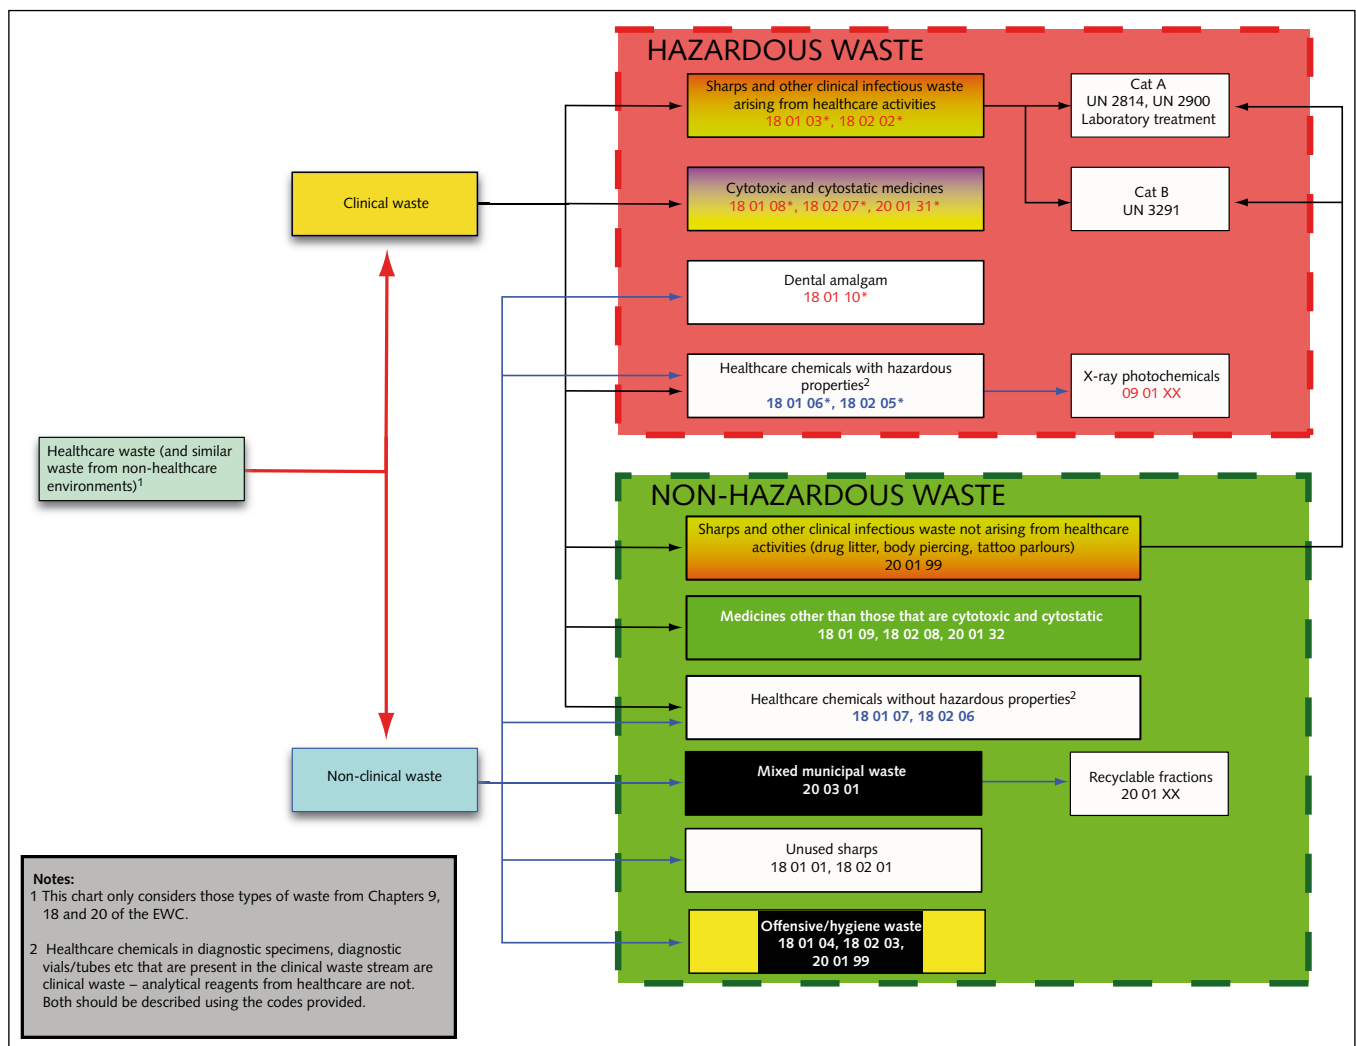 HAZARDOUS WASTE
Sharps and other clinical infectious waste
arising from healthcare activities
18 01 03*, 18 02 02*
Cat A
UN 2814, UN 2900
Laboratory treatment
Clinical waste
Cytotoxic and cytostatic medicines
18 01 08*, 18 02 07*, 20 01 31*
Cat B
UN 3291
Dental amalgam
18 01 10*
Healthcare chemicals with hazardous
properties2
18 01 06*, 18 02 05*
X-ray photochemicals
09 01 XX
Healthcare waste (and similar
waste from non-healthcare
environments)1
NON-HAZARDOUS WASTE
Sharps and other clinical infectious waste not arising from healthcare
activities (drug litter, body piercing, tattoo parlours)
20 01 99
Medicines other than those that are cytotoxic and cytostatic
18 01 09, 18 02 08, 20 01 32
Healthcare chemicals without hazardous properties2
18 01 07, 18 02 06
Non-clinical waste
Mixed municipal waste
20 03 01
Recyclable fractions
20 01 XX
Unused sharps
18 01 01, 18 02 01
Offensive/hygiene waste
18 01 04, 18 02 03,
20 01 99
Notes:
1 This chart only considers those types of waste from Chapters 9,
18 and 20 of the EWC.
2 Healthcare chemicals in diagnostic specimens, diagnostic
vials/tubes etc that are present in the clinical waste stream are
clinical waste – analytical reagents from healthcare are not.
Both should be described using the codes provided.